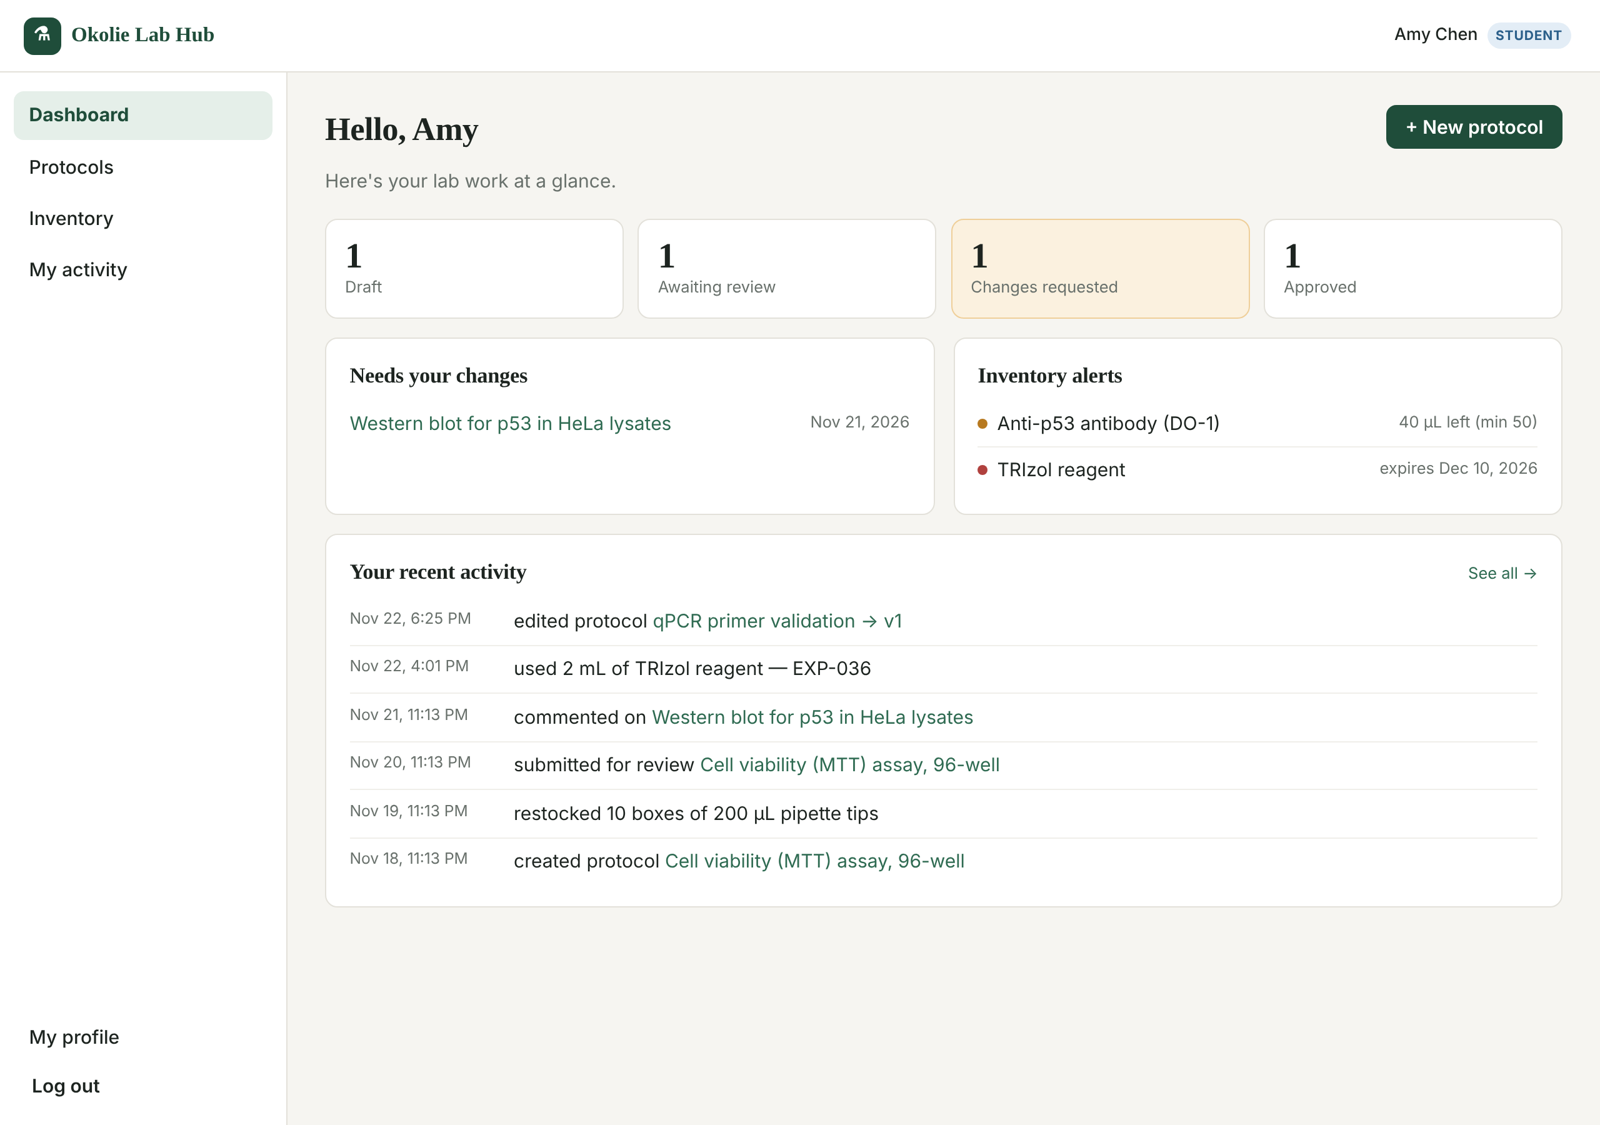 Okolie Lab Hub
Amy Chen STUDENT
Dashboard
Protocols
Inventory
My activity
My profile
Log out
Hello, Amy
+ New protocol
Here's your lab work at a glance.
1
Draft
1
Awaiting review
1
Changes requested
1
Approved
Needs your changes
Western blot for p53 in HeLa lysates Nov 21, 2026
Inventory alerts
Anti-p53 antibody (DO-1) 40 µL left (min 50)
TRIzol reagent expires Dec 10, 2026
Your recent activity See all →
Nov 22, 6:25 PM edited protocol qPCR primer validation → v1
Nov 22, 4:01 PM used 2 mL of TRIzol reagent — EXP-036
Nov 21, 11:13 PM commented on Western blot for p53 in HeLa lysates
Nov 20, 11:13 PM submitted for review Cell viability (MTT) assay, 96-well
Nov 19, 11:13 PM restocked 10 boxes of 200 µL pipette tips
Nov 18, 11:13 PM created protocol Cell viability (MTT) assay, 96-well